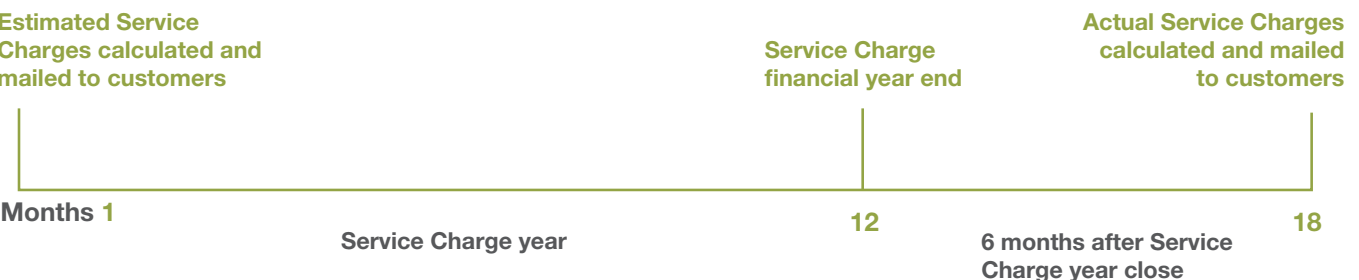 Estimated Service
Charges calculated and
mailed to customers
Service Charge
financial year end
Actual Service Charges
calculated and mailed
to customers
Months 1
Service Charge year
12
6 months after Service
Charge year close
18